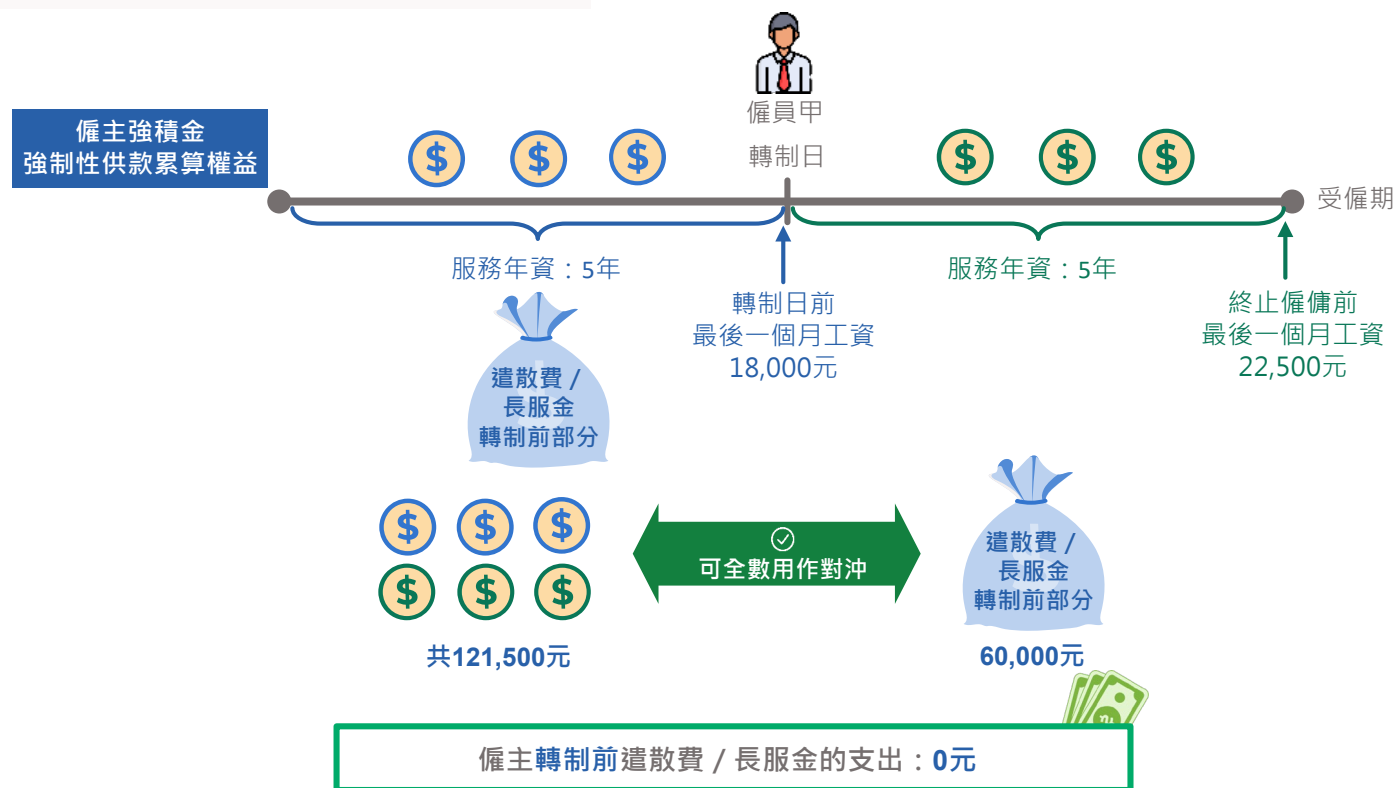 僱員甲
轉制日
僱主強積金
強制性供款累算權益
$ $ $
$ $ $
受僱期
服務年資：5年
服務年資：5年
轉制日前
最後一個月工資
18,000元
終止僱傭前
最後一個月工資
22,500元
遣散費 /
長服金
轉制前部分
$ $ $
$ $ $
可全數用作對沖
遣散費 /
長服金
轉制前部分
共121,500元
60,000元
僱主轉制前遣散費 / 長服金的支出：0元